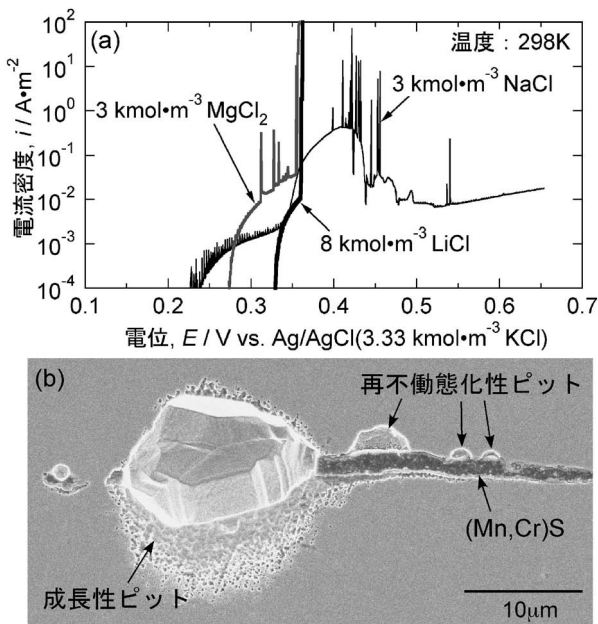 (a)
温度：298K
3 kmol•m⁻³ NaCl
3 kmol•m⁻³ MgCl₂
8 kmol•m⁻³ LiCl
電流密度, i / A•m⁻²
10²
10¹
10⁰
10⁻¹
10⁻²
10⁻³
10⁻⁴
0.1 0.2 0.3 0.4 0.5 0.6 0.7
電位, E / V vs. Ag/AgCl(3.33 kmol•m⁻³ KCl)
(b)
再不働態化性ピット
(Mn,Cr)S
成長性ピット
10μm